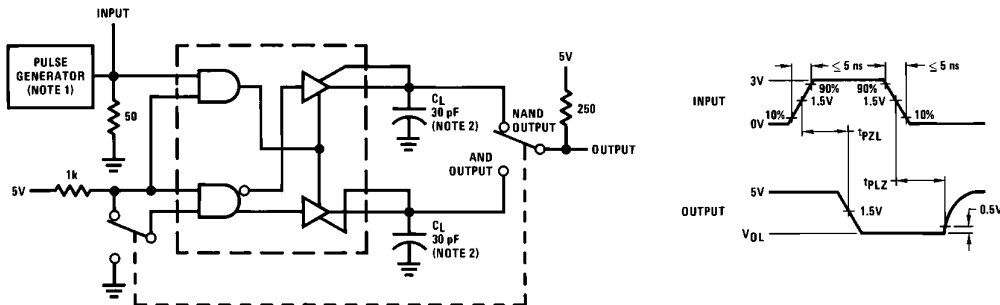 INPUT
PULSE
GENERATOR
(NOTE 1)
50
5V
1k
CL
30 pF
(NOTE 2)
CL
30 pF
(NOTE 2)
NAND
OUTPUT
AND
OUTPUT
5V
250
OUTPUT
≤ 5 ns
≤ 5 ns
3V
90%
90%
INPUT
1.5V
1.5V
10%
10%
0V
tPZL
tPLZ
5V
OUTPUT
1.5V
0.5V
VOL